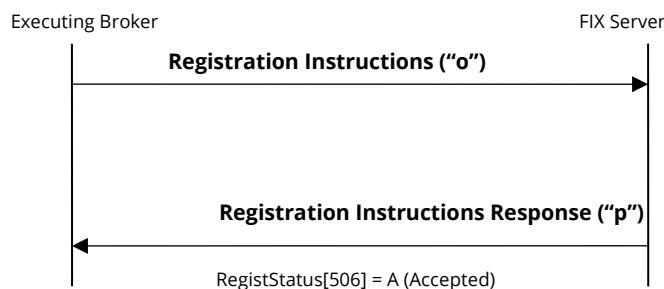 Executing Broker
FIX Server
Registration Instructions (“o”)
Registration Instructions Response (“p”)
RegistStatus[506] = A (Accepted)